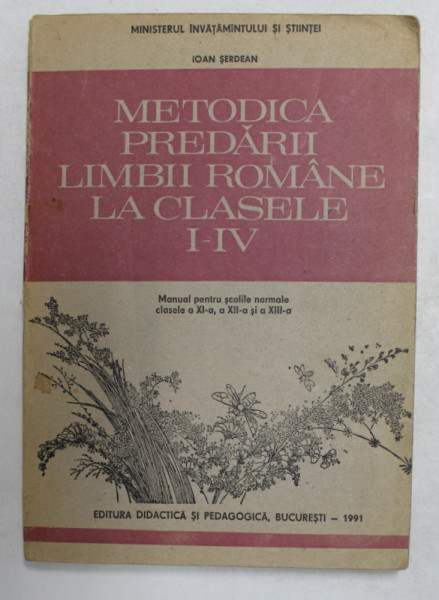 MINISTERUL ÎNVĂȚĂMÎNTULUI ȘI ȘTIINȚEI
IOAN ȘERDEAN
METODICA
PREDĂRII
LIMBII ROMÂNE
LA CLASELE
I-IV
Manual pentru școlile normale
clasele a XI-a, a XII-a și a XIII-a
EDITURA DIDACTICĂ ȘI PEDAGOGICĂ, BUCUREȘTI – 1991